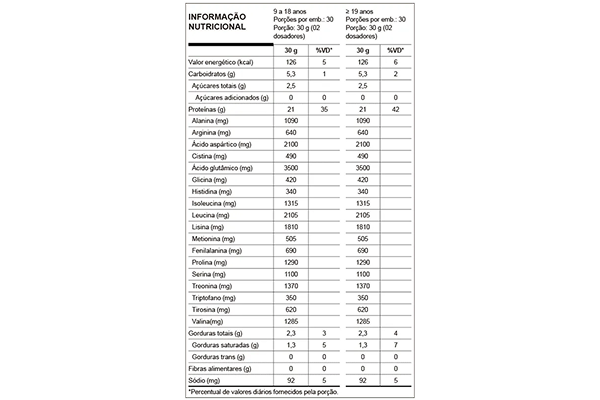 INFORMAÇÃO NUTRICIONAL
9 a 18 anos
Porções por emb.: 30
Porção: 30 g (02 dosadores)
≥ 19 anos
Porções por emb.: 30
Porção: 30 g (02 dosadores)
30 g %VD* 30 g %VD*
Valor energético (kcal) 126 5 126 6
Carboidratos (g) 5,3 1 5,3 2
Açúcares totais (g) 2,5 2,5
Açúcares adicionados (g) 0 0 0 0
Proteínas (g) 21 35 21 42
Alanina (mg) 1090 1090
Arginina (mg) 640 640
Ácido aspártico (mg) 2100 2100
Cistina (mg) 490 490
Ácido glutâmico (mg) 3500 3500
Glicina (mg) 420 420
Histidina (mg) 340 340
Isoleucina (mg) 1315 1315
Leucina (mg) 2105 2105
Lisina (mg) 1810 1810
Metionina (mg) 505 505
Fenilalanina (mg) 690 690
Prolina (mg) 1290 1290
Serina (mg) 1100 1100
Treonina (mg) 1370 1370
Triptofano (mg) 350 350
Tirosina (mg) 620 620
Valina(mg) 1285 1285
Gorduras totais (g) 2,3 3 2,3 4
Gorduras saturadas (g) 1,3 5 1,3 7
Gorduras trans (g) 0 0 0 0
Fibras alimentares (g) 0 0 0 0
Sódio (mg) 92 5 92 5
*Percentual de valores diários fornecidos pela porção.